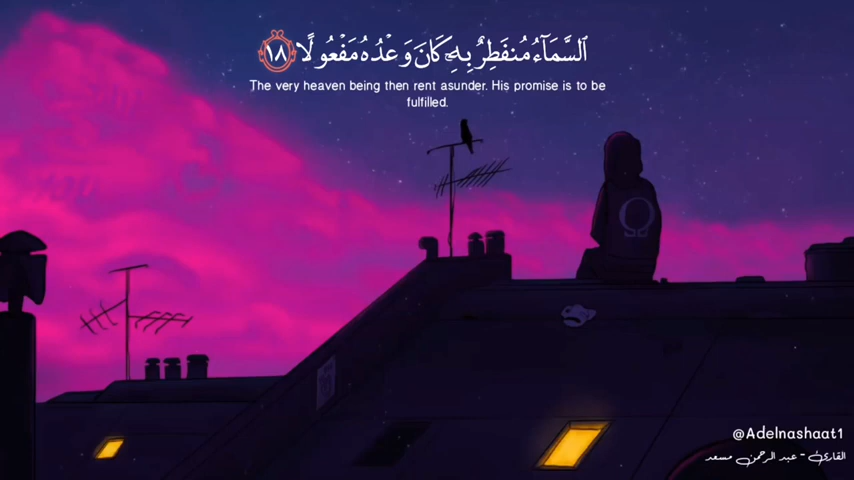 ٱلسَّمَآءُ مُنفَطِرٌۢ بِهِۦ كَانَ وَعْدُهُۥ مَفْعُولًا ١٨
The very heaven being then rent asunder. His promise is to be
fulfilled.
Ω
@Adelnashaat1
القارئ - عبد الرحمن مسعد